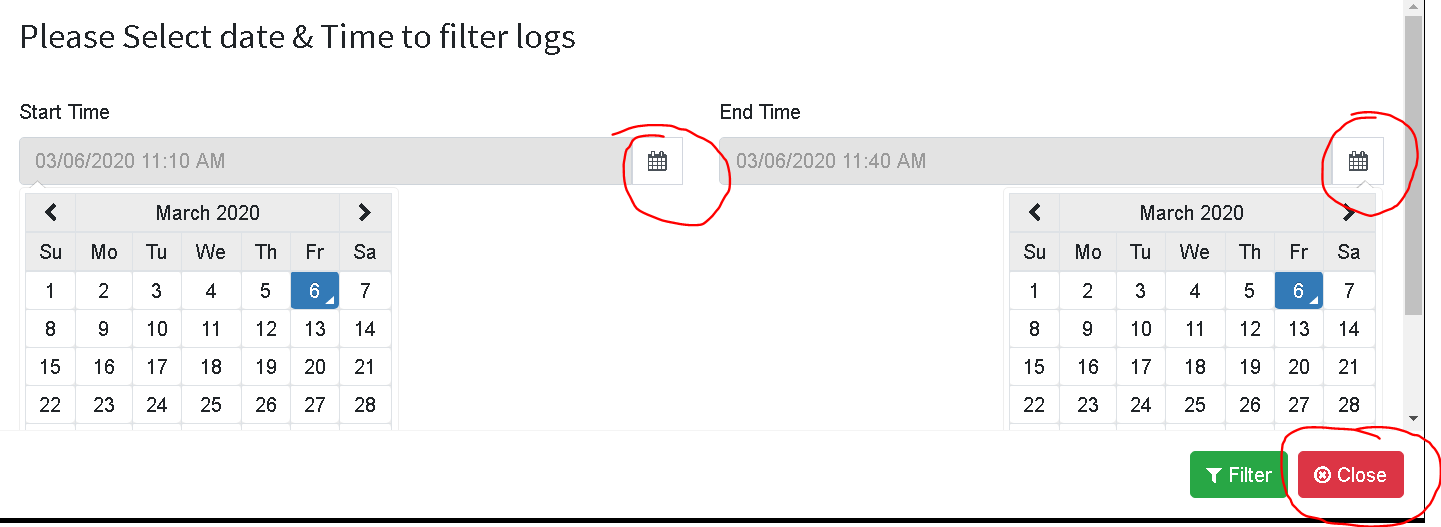 Please Select date & Time to filter logs
Start Time
End Time
03/06/2020 11:10 AM
03/06/2020 11:40 AM
March 2020
Su Mo Tu We Th Fr Sa
1 2 3 4 5 6 7
8 9 10 11 12 13 14
15 16 17 18 19 20 21
22 23 24 25 26 27 28
March 2020
Su Mo Tu We Th Fr Sa
1 2 3 4 5 6 7
8 9 10 11 12 13 14
15 16 17 18 19 20 21
22 23 24 25 26 27 28
Filter
Close